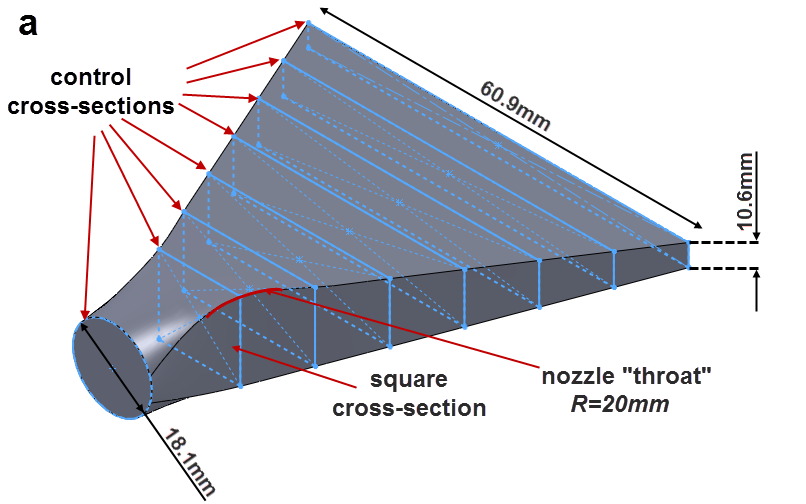 a
control
cross-sections
60.9mm
10.6mm
square
cross-section
nozzle "throat"
R=20mm
18.1mm